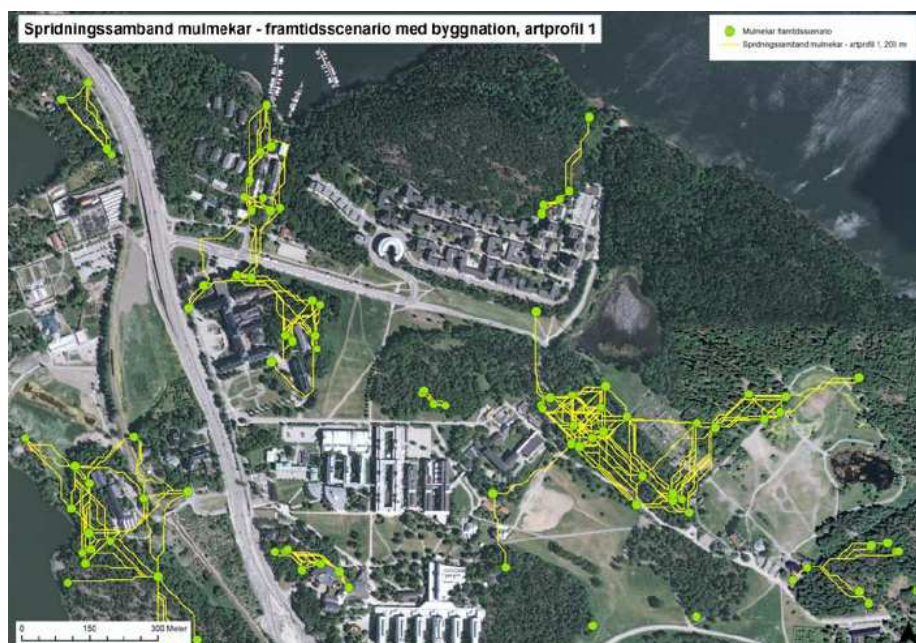 Spridningssamband mulmekar - framtidsscenario med byggnation, artprofil 1
Mulmekar framtidsscenario
Spridningssamband mulmekar - artprofil 1, 200 m
0 150 300 Meter